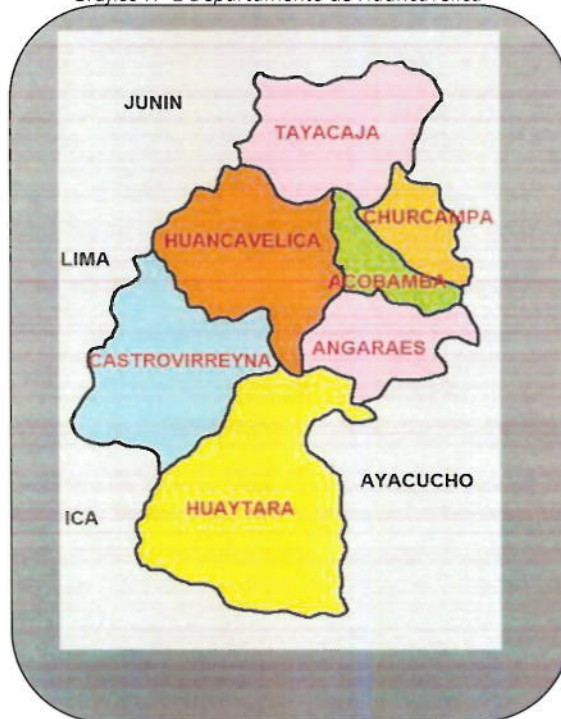 JUNIN
TAYACAJA
CHURCAMPA
HUANCAVELICA
LIMA
ACOBAMBA
ANGARAES
CASTROVIRREYNA
AYACUCHO
HUAYTARA
ICA